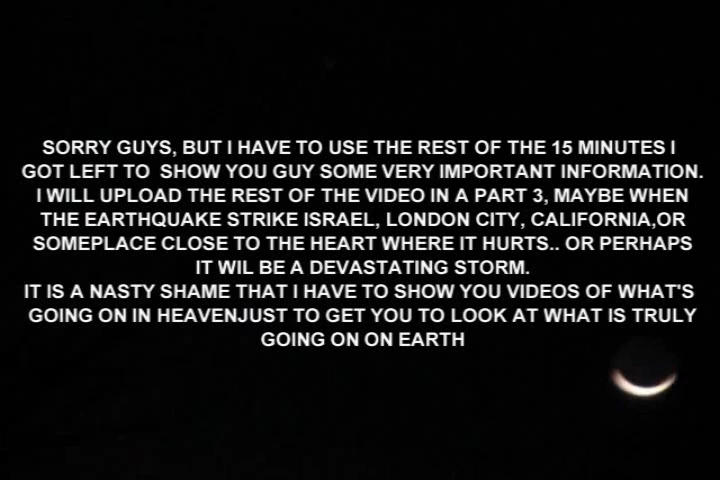 SORRY GUYS, BUT I HAVE TO USE THE REST OF THE 15 MINUTES I
GOT LEFT TO SHOW YOU GUY SOME VERY IMPORTANT INFORMATION.
I WILL UPLOAD THE REST OF THE VIDEO IN A PART 3, MAYBE WHEN
THE EARTHQUAKE STRIKE ISRAEL, LONDON CITY, CALIFORNIA,OR
SOMEPLACE CLOSE TO THE HEART WHERE IT HURTS.. OR PERHAPS
IT WIL BE A DEVASTATING STORM.
IT IS A NASTY SHAME THAT I HAVE TO SHOW YOU VIDEOS OF WHAT'S
GOING ON IN HEAVENJUST TO GET YOU TO LOOK AT WHAT IS TRULY
GOING ON ON EARTH